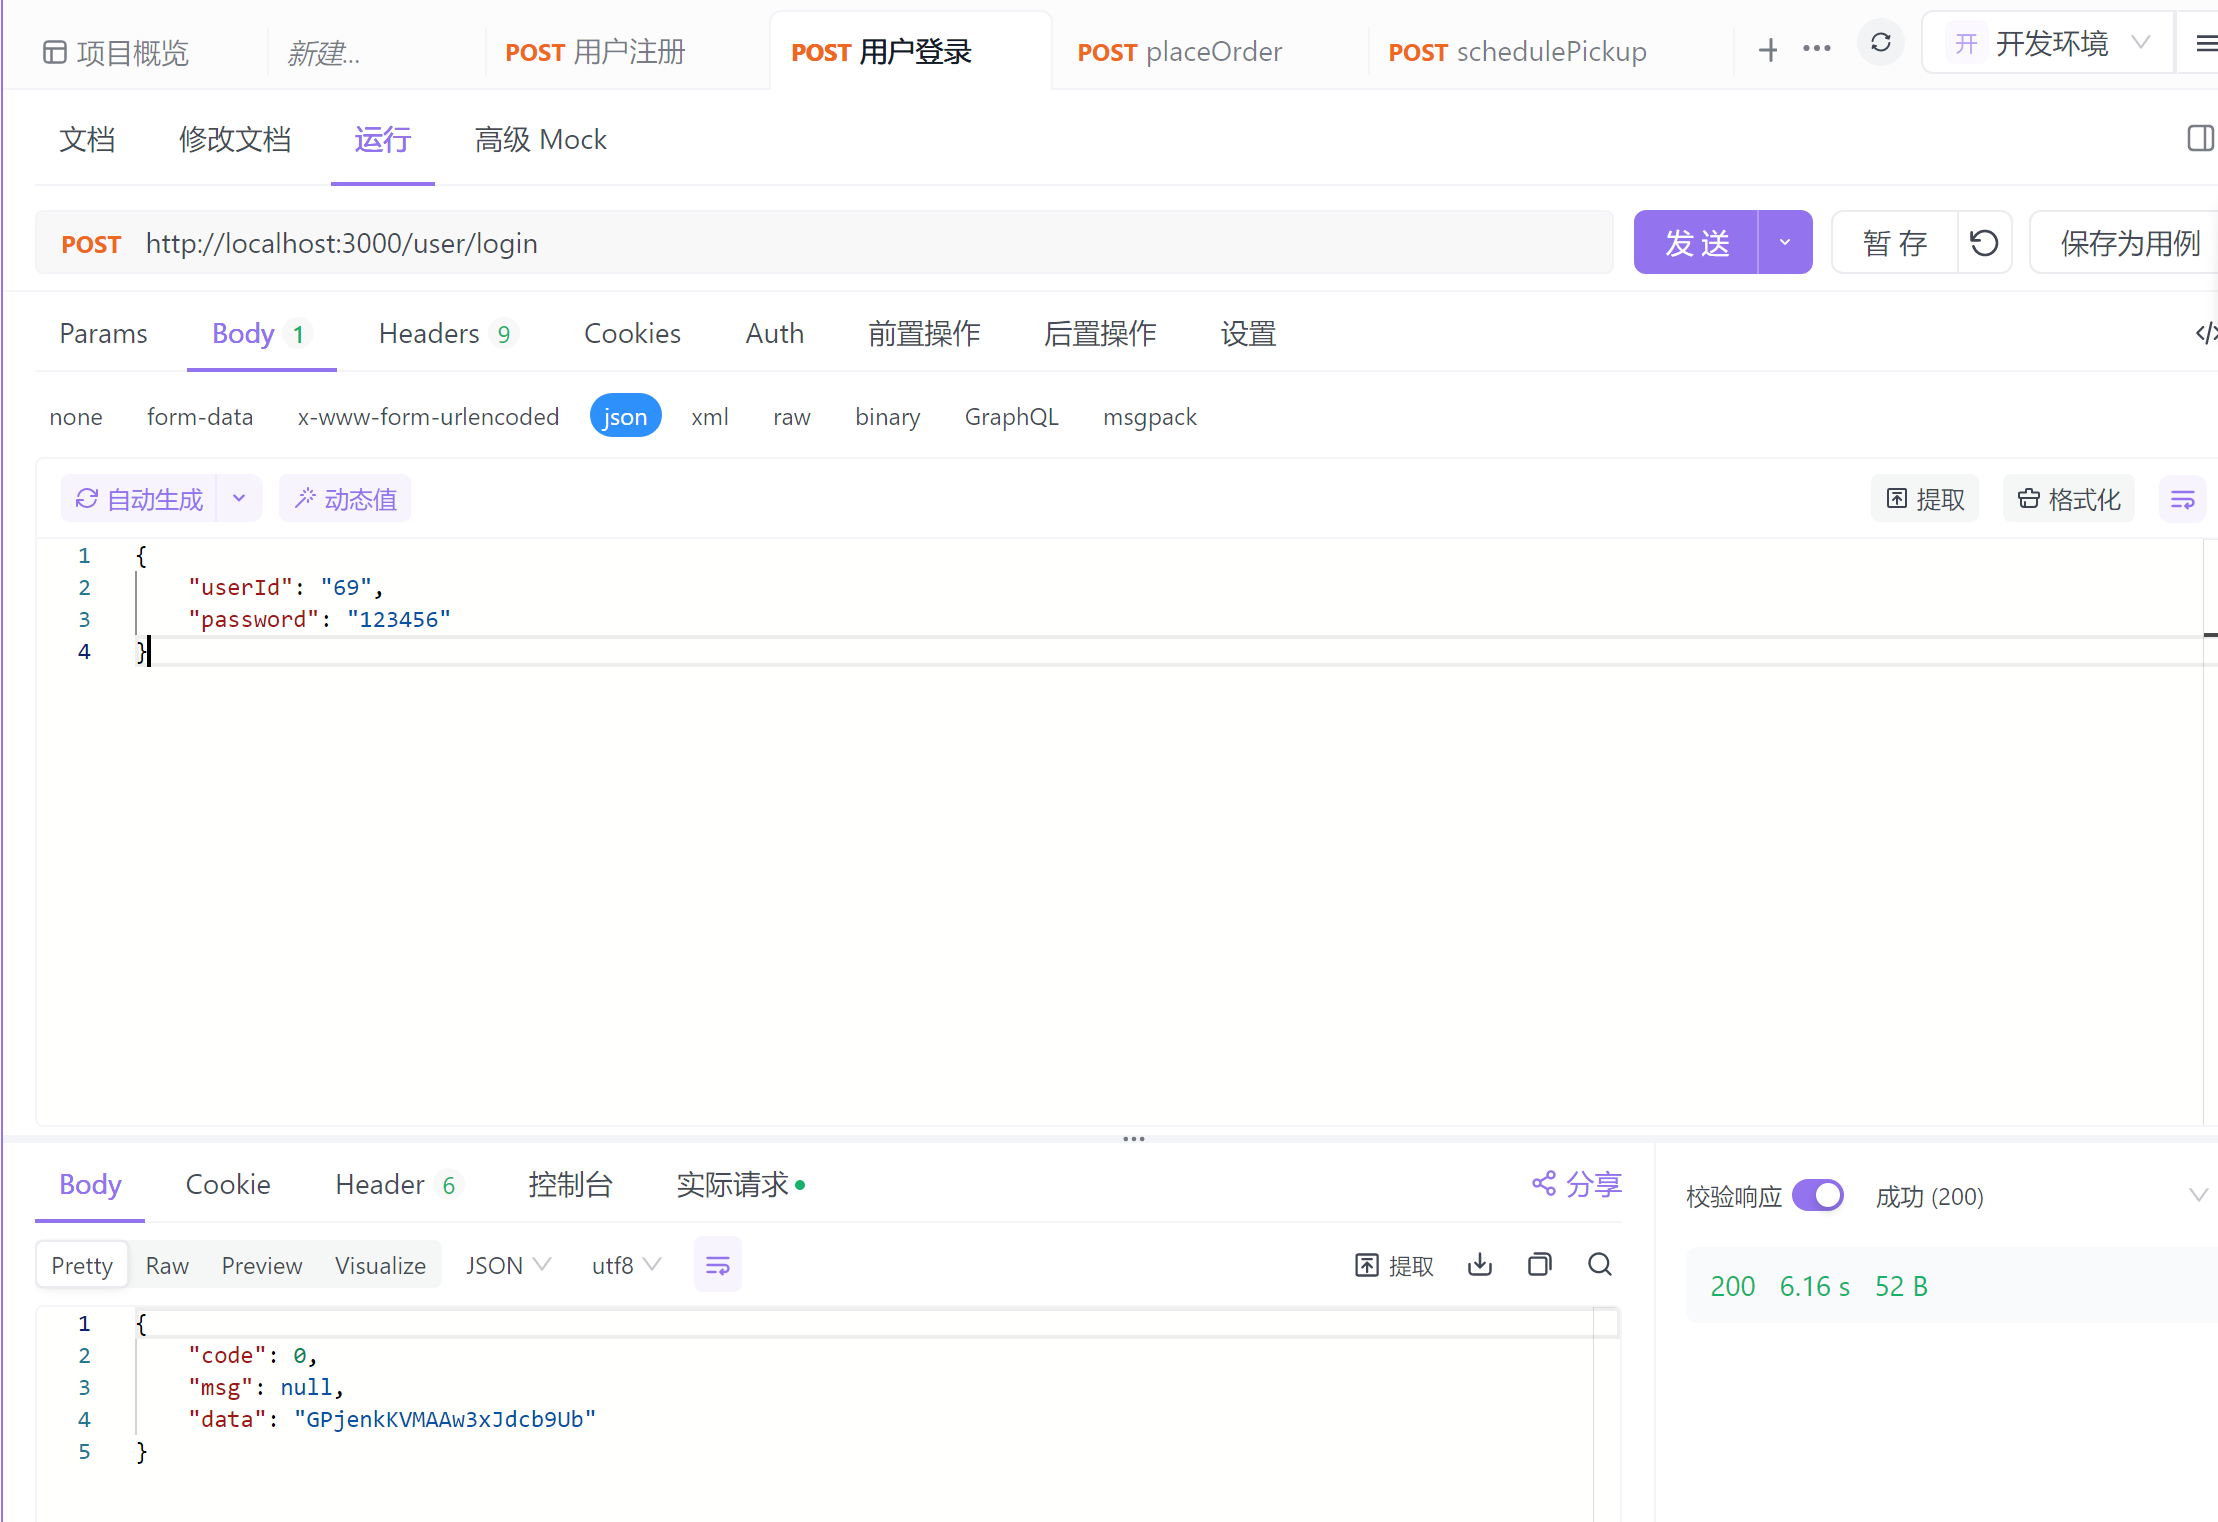 项目概览 新建... POST 用户注册 POST 用户登录 POST placeOrder POST schedulePickup 开 开发环境
文档 修改文档 运行 高级 Mock
POST http://localhost:3000/user/login 发 送 暂 存 保存为用例
Params Body 1 Headers 9 Cookies Auth 前置操作 后置操作 设置
none form-data x-www-form-urlencoded json xml raw binary GraphQL msgpack
自动生成 动态值 提取 格式化
1 {
2 "userId": "69",
3 "password": "123456"
4 }
Body Cookie Header 6 控制台 实际请求 分享 校验响应 成功 (200)
Pretty Raw Preview Visualize JSON utf8 提取
200 6.16 s 52 B
1 {
2 "code": 0,
3 "msg": null,
4 "data": "GPjenkKVMAAw3xJdcb9Ub"
5 }